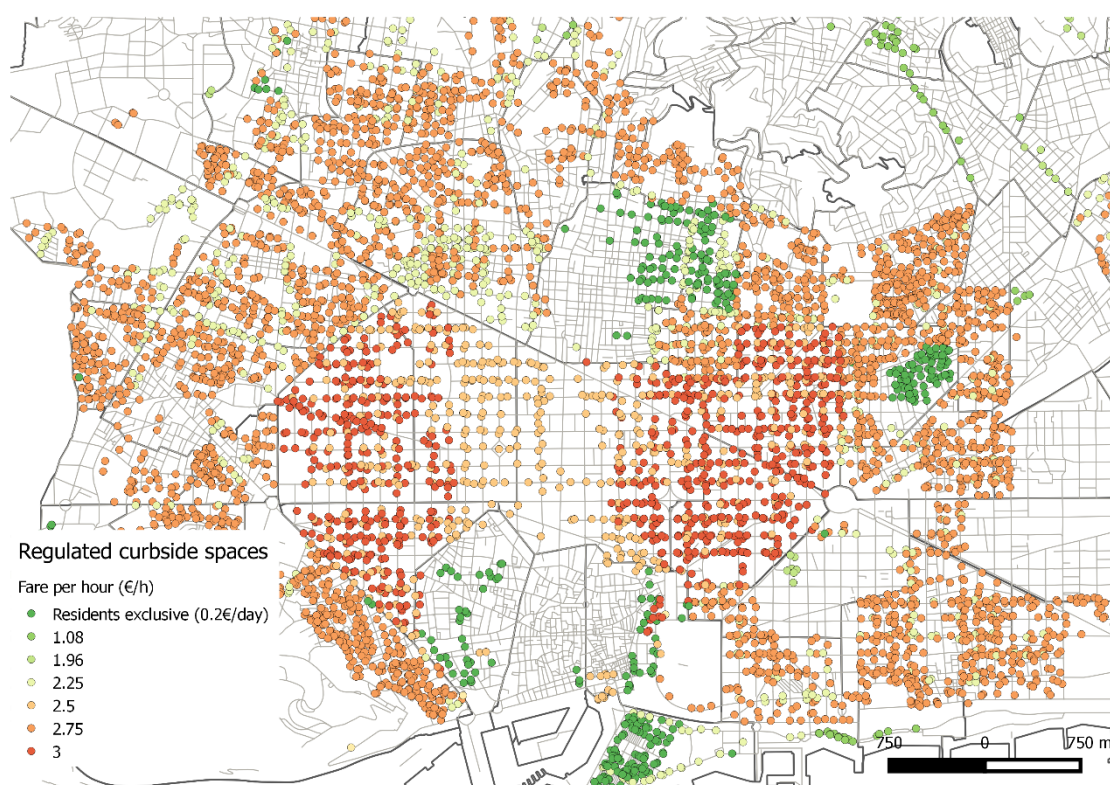 Regulated curbside spaces
Fare per hour (€/h)
Residents exclusive (0.2€/day)
1.08
1.96
2.25
2.5
2.75
3
750 0 750 m